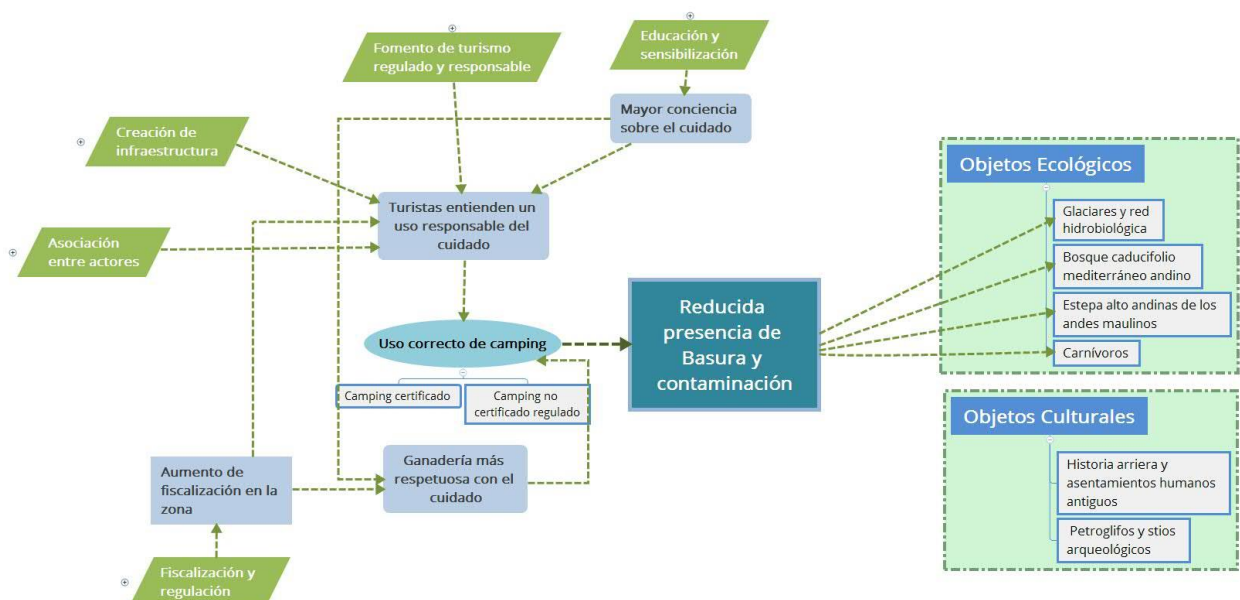 Fomento de turismo
regulado y responsable
Educación y
sensibilización
Mayor conciencia
sobre el cuidado
Creación de
infraestructura
Asociación
entre actores
Turistas entienden un
uso responsable del
cuidado
Uso correcto de camping
Camping certificado
Camping no
certificado regulado
Ganadería más
respetuosa con el
cuidado
Aumento de
fiscalización en la
zona
Fiscalización y
regulación
Reducida
presencia de
Basura y
contaminación
Objetos Ecológicos
Glaciares y red
hidrobiológica
Bosque caducifolio
mediterráneo andino
Estepa alto andinas de los
andes maulinos
Carnívoros
Objetos Culturales
Historia arriera y
asentamientos humanos
antiguos
Petroglifos y stios
arqueológicos